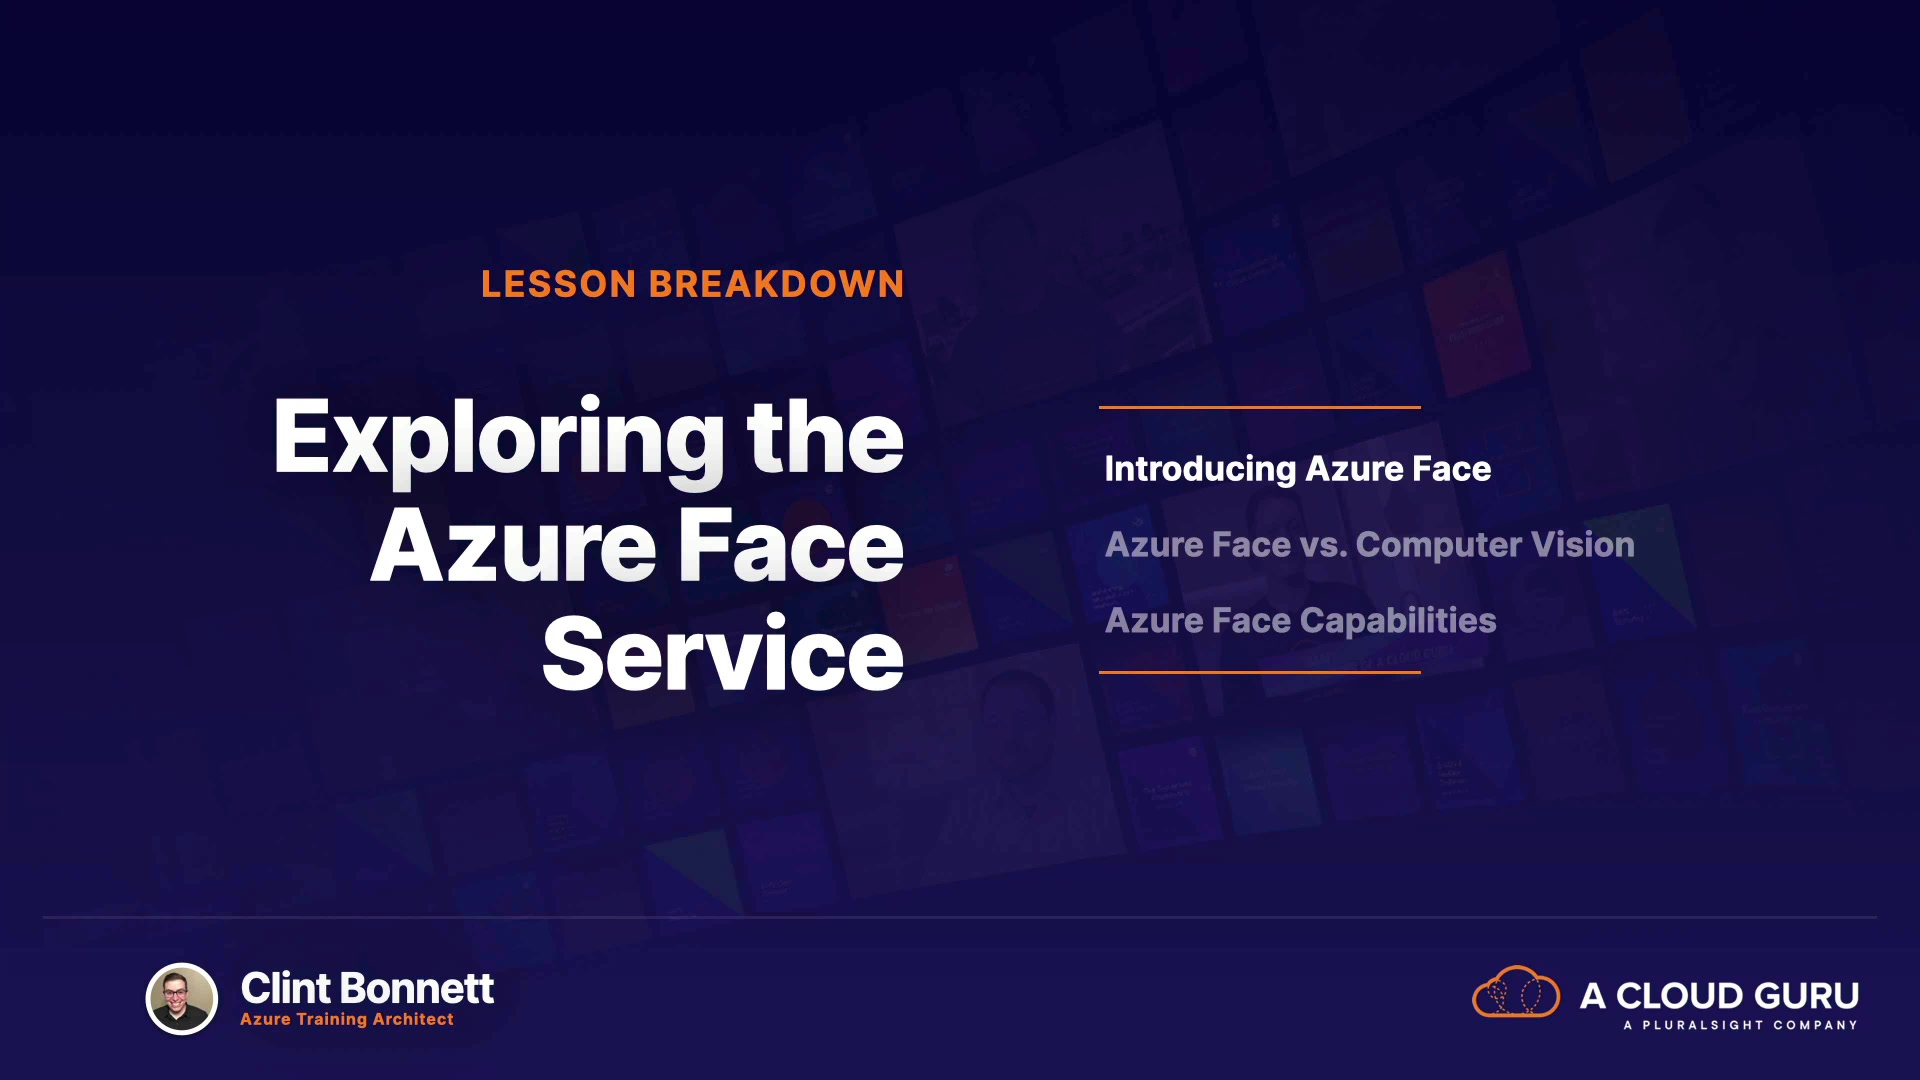 LESSON BREAKDOWN
Exploring the
Azure Face
Service
Introducing Azure Face
Azure Face vs. Computer Vision
Azure Face Capabilities
Clint Bonnett
Azure Training Architect
A CLOUD GURU
A PLURALSIGHT COMPANY